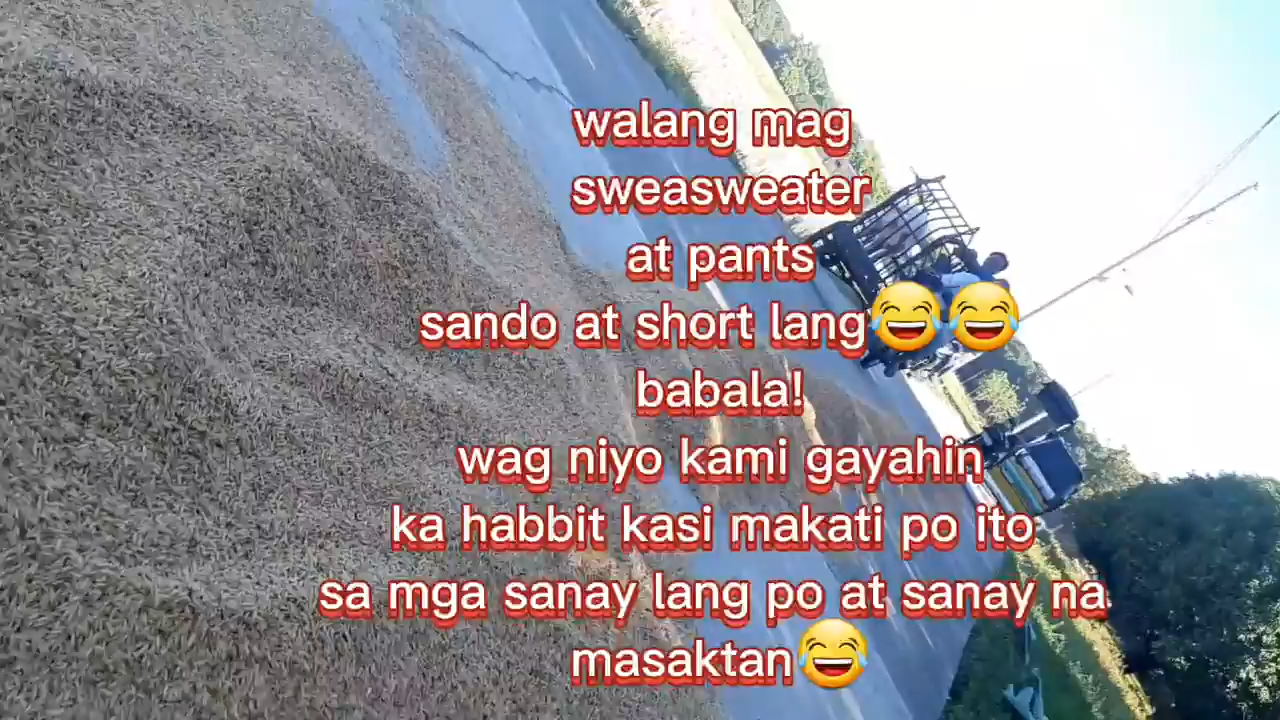 walang mag
sweasweater
at pants
sando at short lang😂😂
babala!
wag niyo kami gayahin
ka habbit kasi makati po ito
sa mga sanay lang po at sanay na
masaktan😂